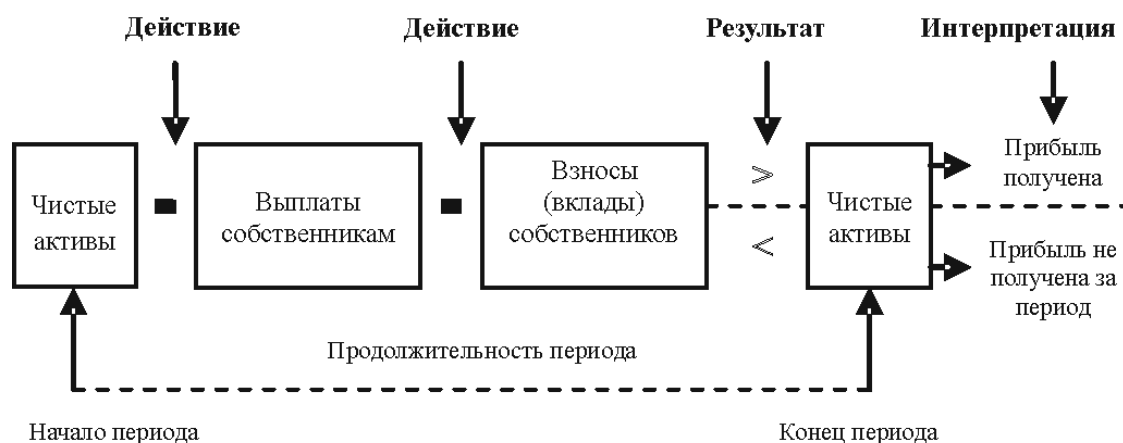 Действие Действие Результат Интерпретация
Чистые
активы
-
Выплаты
собственникам
-
Взносы
(вклады)
собственников
>
<
Чистые
активы
Прибыль
получена
Прибыль не
получена за
период
Продолжительность периода
Начало периода Конец периода